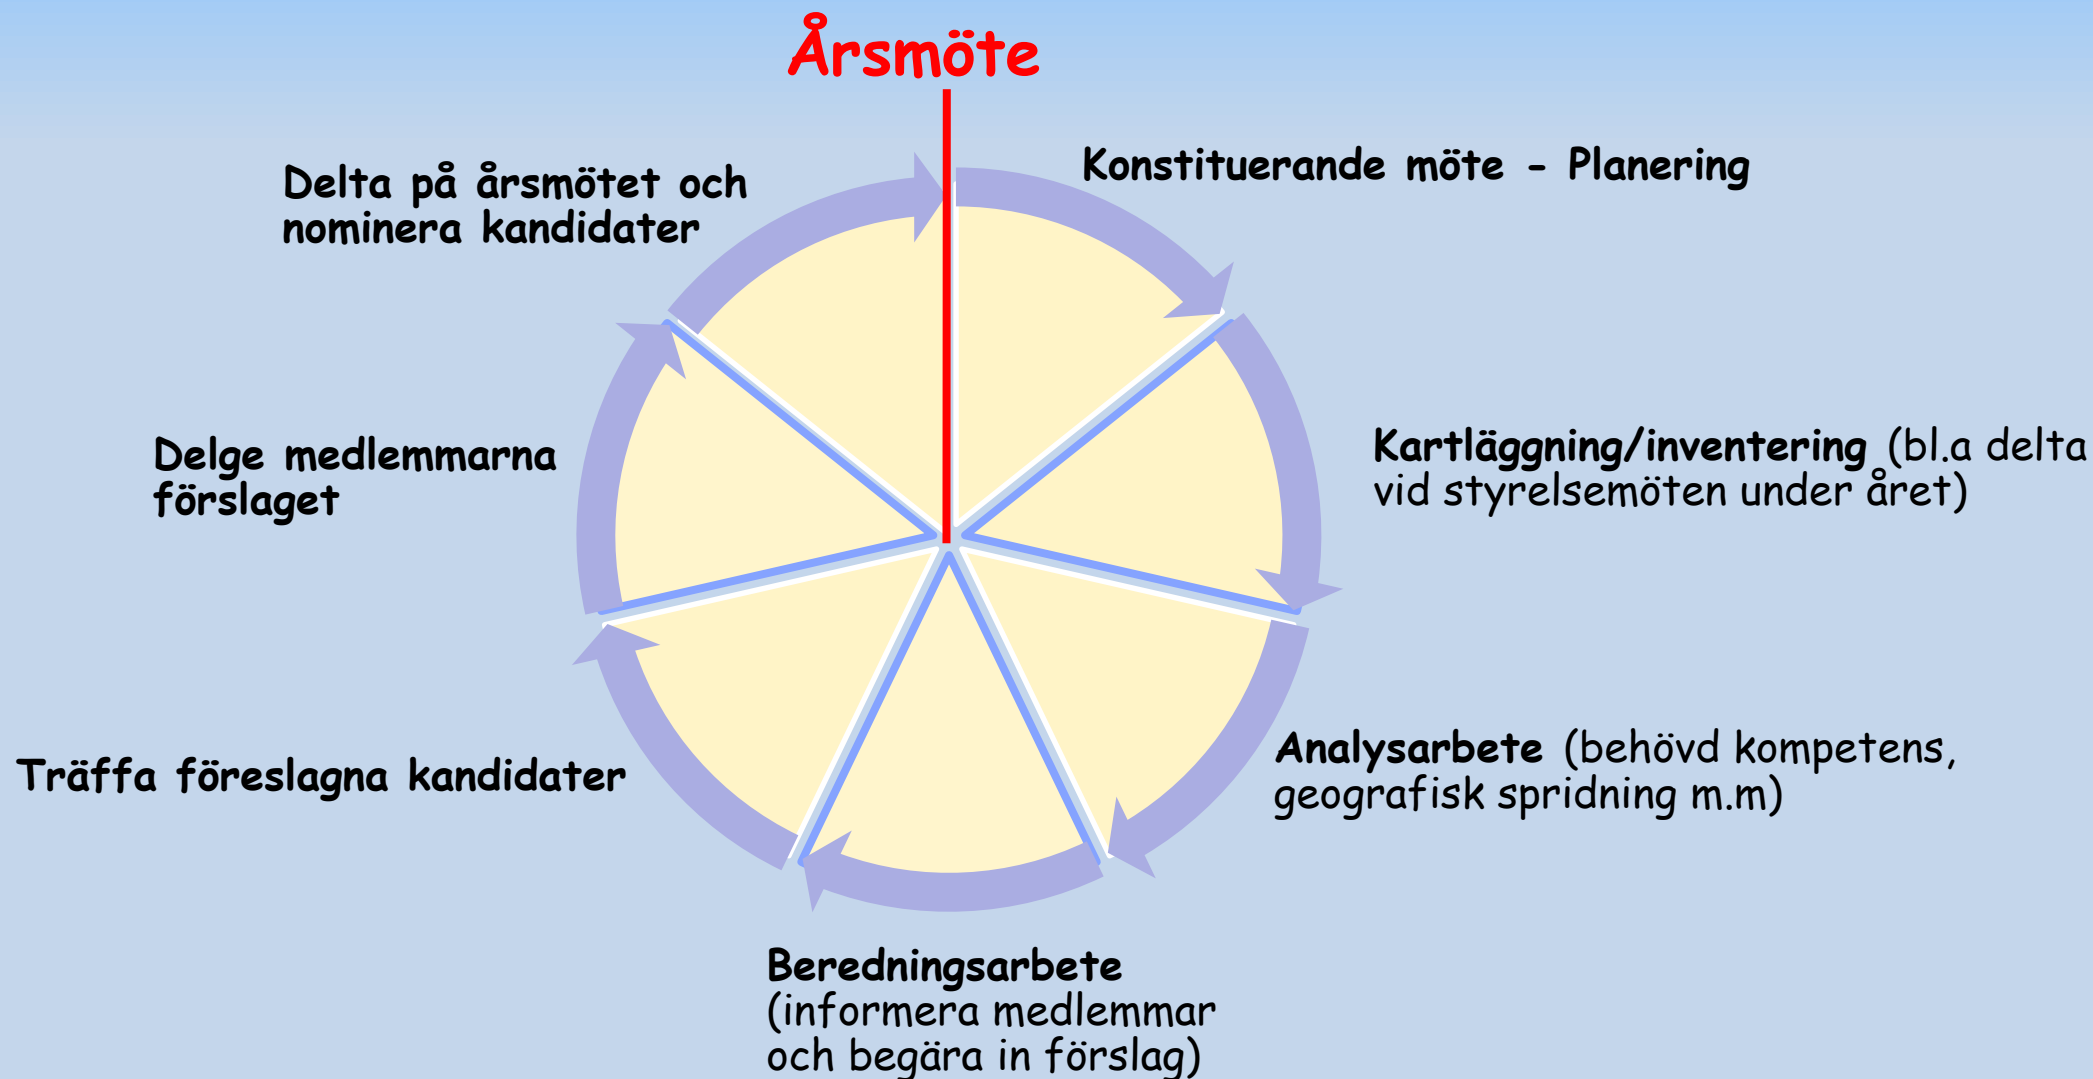 Årsmöte
Konstituerande möte - Planering
Kartläggning/inventering (bl.a delta
vid styrelsemöten under året)
Analysarbete (behövd kompetens,
geografisk spridning m.m)
Beredningsarbete
(informera medlemmar
och begära in förslag)
Träffa föreslagna kandidater
Delge medlemmarna
förslaget
Delta på årsmötet och
nominera kandidater